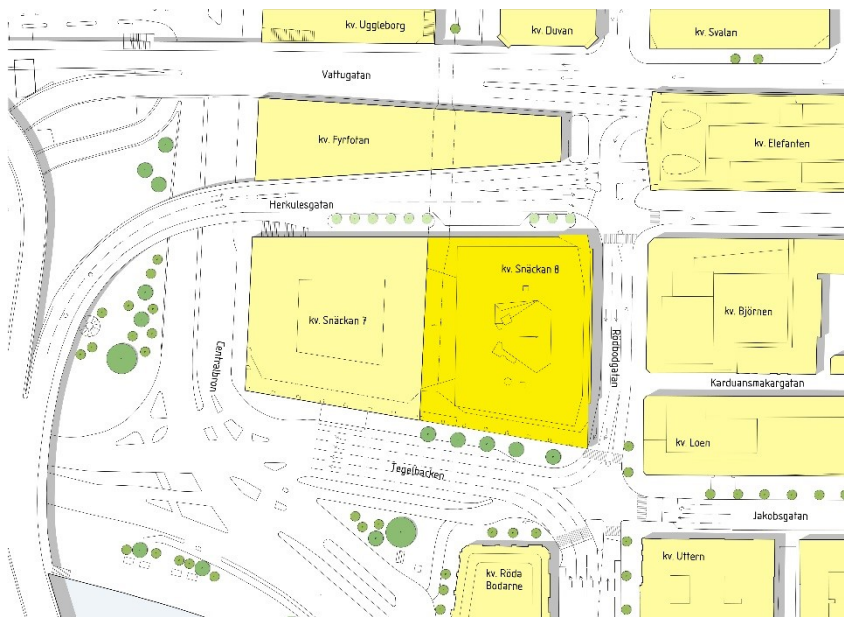 kv. Uggleborg
kv. Duvan
kv. Svalan
Vattugatan
kv. Fyrfotan
kv. Elefanten
Herkulesgatan
kv. Snäckan 8
kv. Snäckan 7
kv. Björnen
Centralbron
Rödbodgatan
Karduansmakargatan
kv. Loen
Tegelbacken
Jakobsgatan
kv. Uttern
kv. Röda
Bodarne